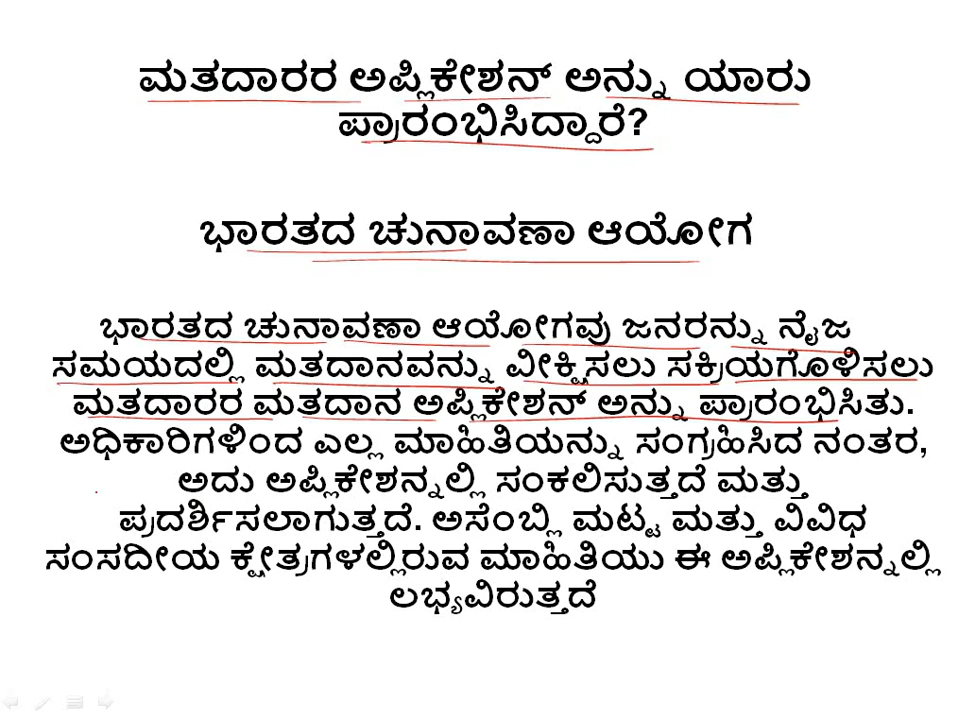 ಮತದಾರರ ಅಪ್ಲಿಕೇಶನ್ ಅನ್ನು ಯಾರು
ಪ್ರಾರಂಭಿಸಿದ್ದಾರೆ?
ಭಾರತದ ಚುನಾವಣಾ ಆಯೋಗ
ಭಾರತದ ಚುನಾವಣಾ ಆಯೋಗವು ಜನರನ್ನು ನೈಜ
ಸಮಯದಲ್ಲಿ ಮತದಾನವನ್ನು ವೀಕ್ಷಿಸಲು ಸಕ್ರಿಯಗೊಳಿಸಲು
ಮತದಾರರ ಮತದಾನ ಅಪ್ಲಿಕೇಶನ್ ಅನ್ನು ಪ್ರಾರಂಭಿಸಿತು.
ಅಧಿಕಾರಿಗಳಿಂದ ಎಲ್ಲ ಮಾಹಿತಿಯನ್ನು ಸಂಗ್ರಹಿಸಿದ ನಂತರ,
ಅದು ಅಪ್ಲಿಕೇಶನ್ನಲ್ಲಿ ಸಂಕಲಿಸುತ್ತದೆ ಮತ್ತು
ಪ್ರದರ್ಶಿಸಲಾಗುತ್ತದೆ. ಅಸೆಂಬ್ಲಿ ಮಟ್ಟ ಮತ್ತು ವಿವಿಧ
ಸಂಸದೀಯ ಕ್ಷೇತ್ರಗಳಲ್ಲಿರುವ ಮಾಹಿತಿಯು ಈ ಅಪ್ಲಿಕೇಶನ್ನಲ್ಲಿ
ಲಭ್ಯವಿರುತ್ತದೆ